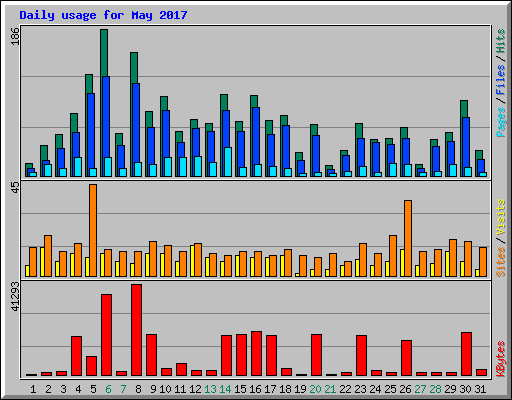 Daily usage for May 2017
186
Pages / Files / Hits
45
Sites / Visits
41293
KBytes
1 2 3 4 5 6 7 8 9 10 11 12 13 14 15 16 17 18 19 20 21 22 23 24 25 26 27 28 29 30 31